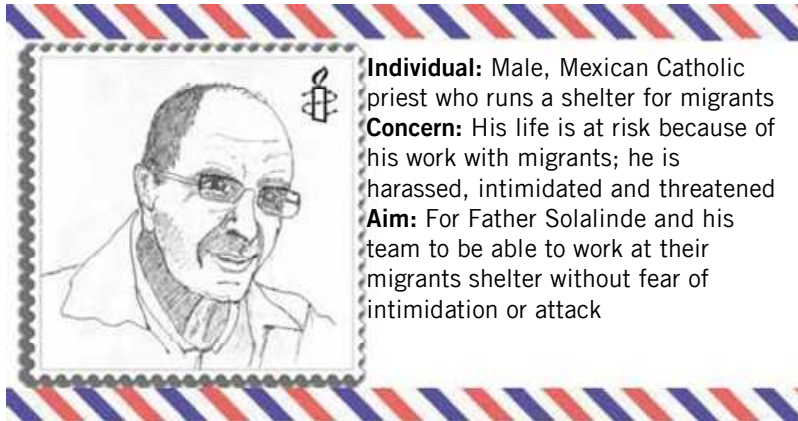 Individual: Male, Mexican Catholic
priest who runs a shelter for migrants
Concern: His life is at risk because of
his work with migrants; he is
harassed, intimidated and threatened
Aim: For Father Solalinde and his
team to be able to work at their
migrants shelter without fear of
intimidation or attack